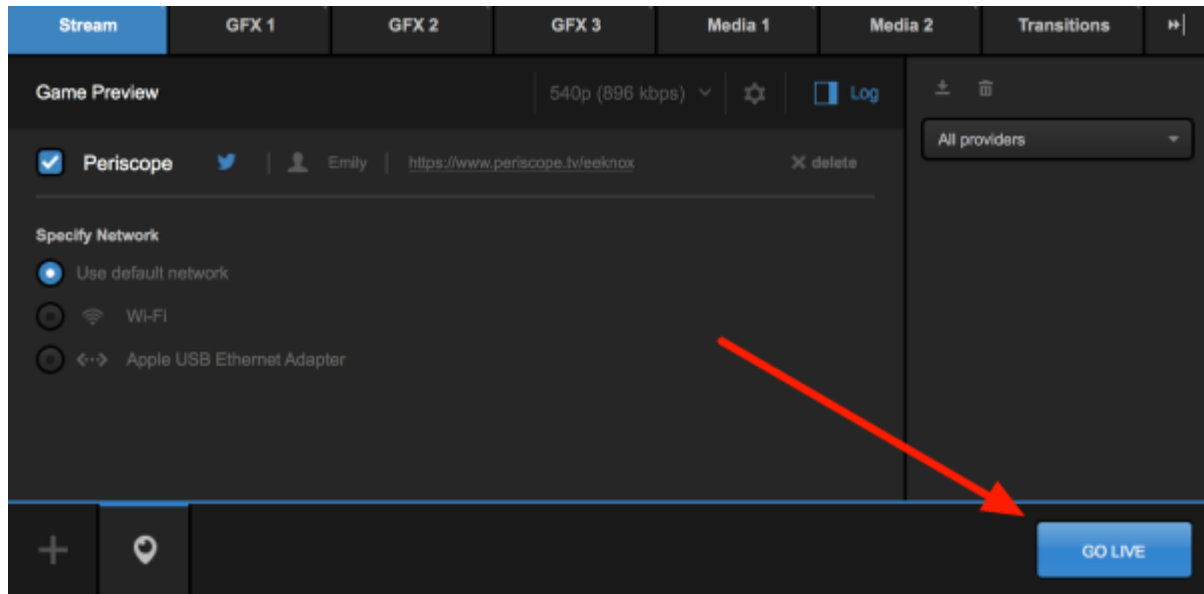 Stream GFX 1 GFX 2 GFX 3 Media 1 Media 2 Transitions
Game Preview 540p (896 kbps) Log
All providers
Periscope Emily https://www.periscope.tv/eeknox delete
Specify Network
Use default network
Wi-Fi
Apple USB Ethernet Adapter
GO LIVE